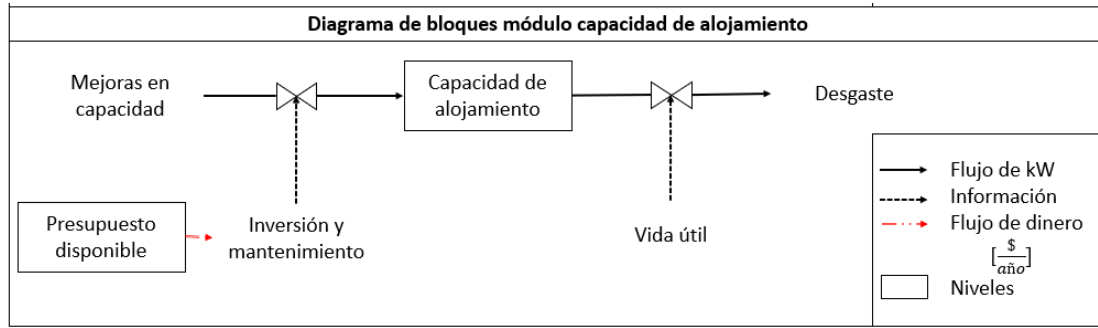 Diagrama de bloques módulo capacidad de alojamiento
Mejoras en
capacidad
Capacidad de
alojamiento
Desgaste
Presupuesto
disponible
Inversión y
mantenimiento
Vida útil
Flujo de kW
Información
Flujo de dinero
[$/año]
Niveles